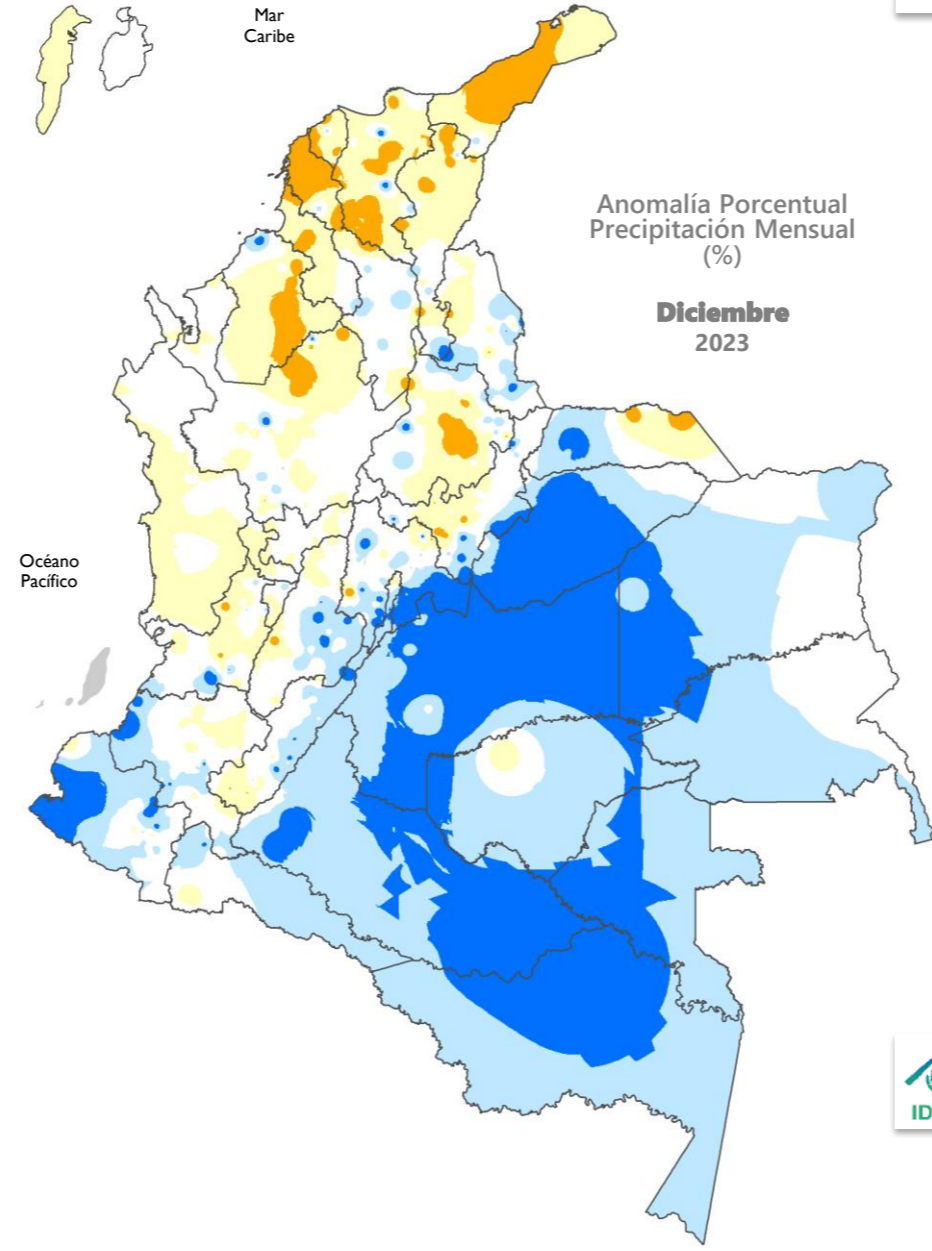 Mar
Caribe
Anomalía Porcentual
Precipitación Mensual
(%)
Diciembre
2023
Océano
Pacífico